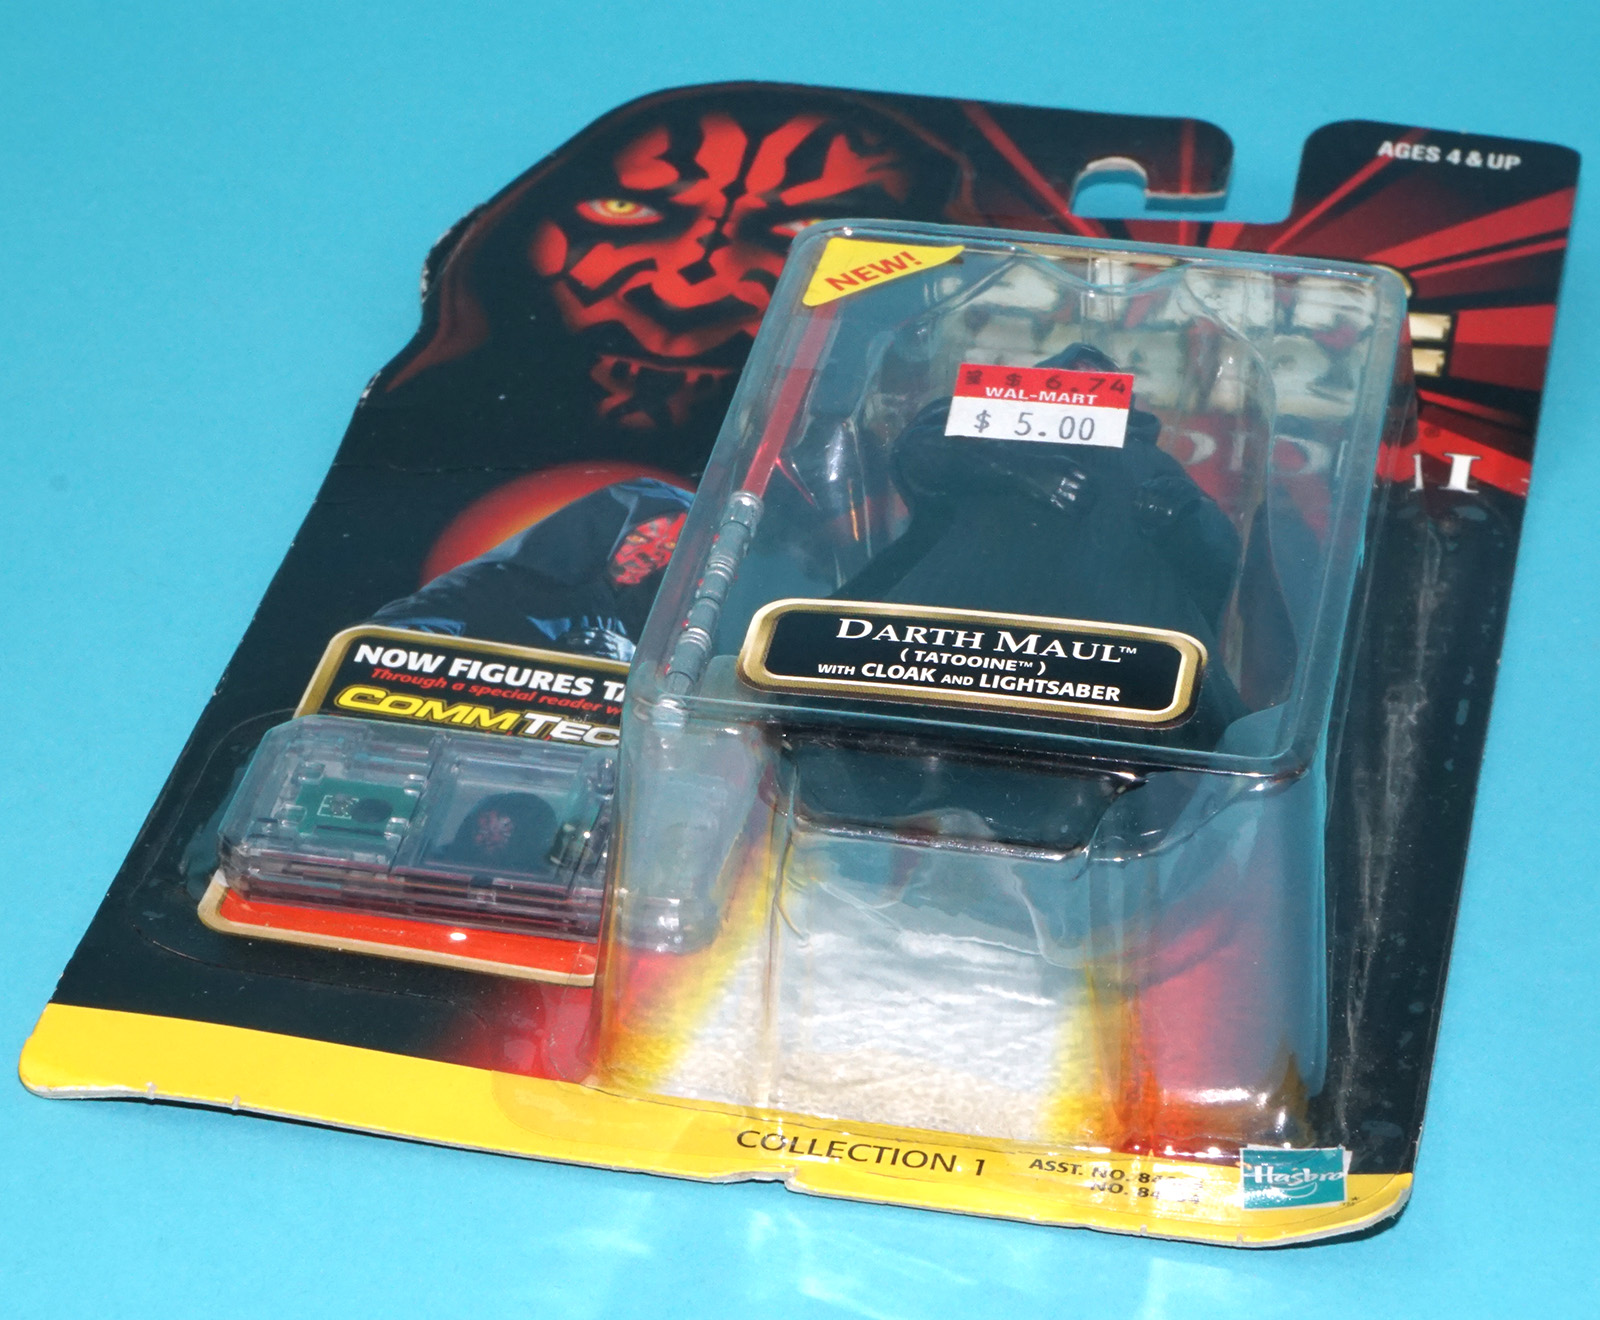 AGES 4 & UP
NEW!
$ 6.74
WAL-MART
$ 5.00
I
DARTH MAUL™
(TATOOINE™)
WITH CLOAK AND LIGHTSABER
NOW FIGURES
Through a special reader
COMMTEC
COLLECTION 1
ASST. NO.
NO.
Hasbro